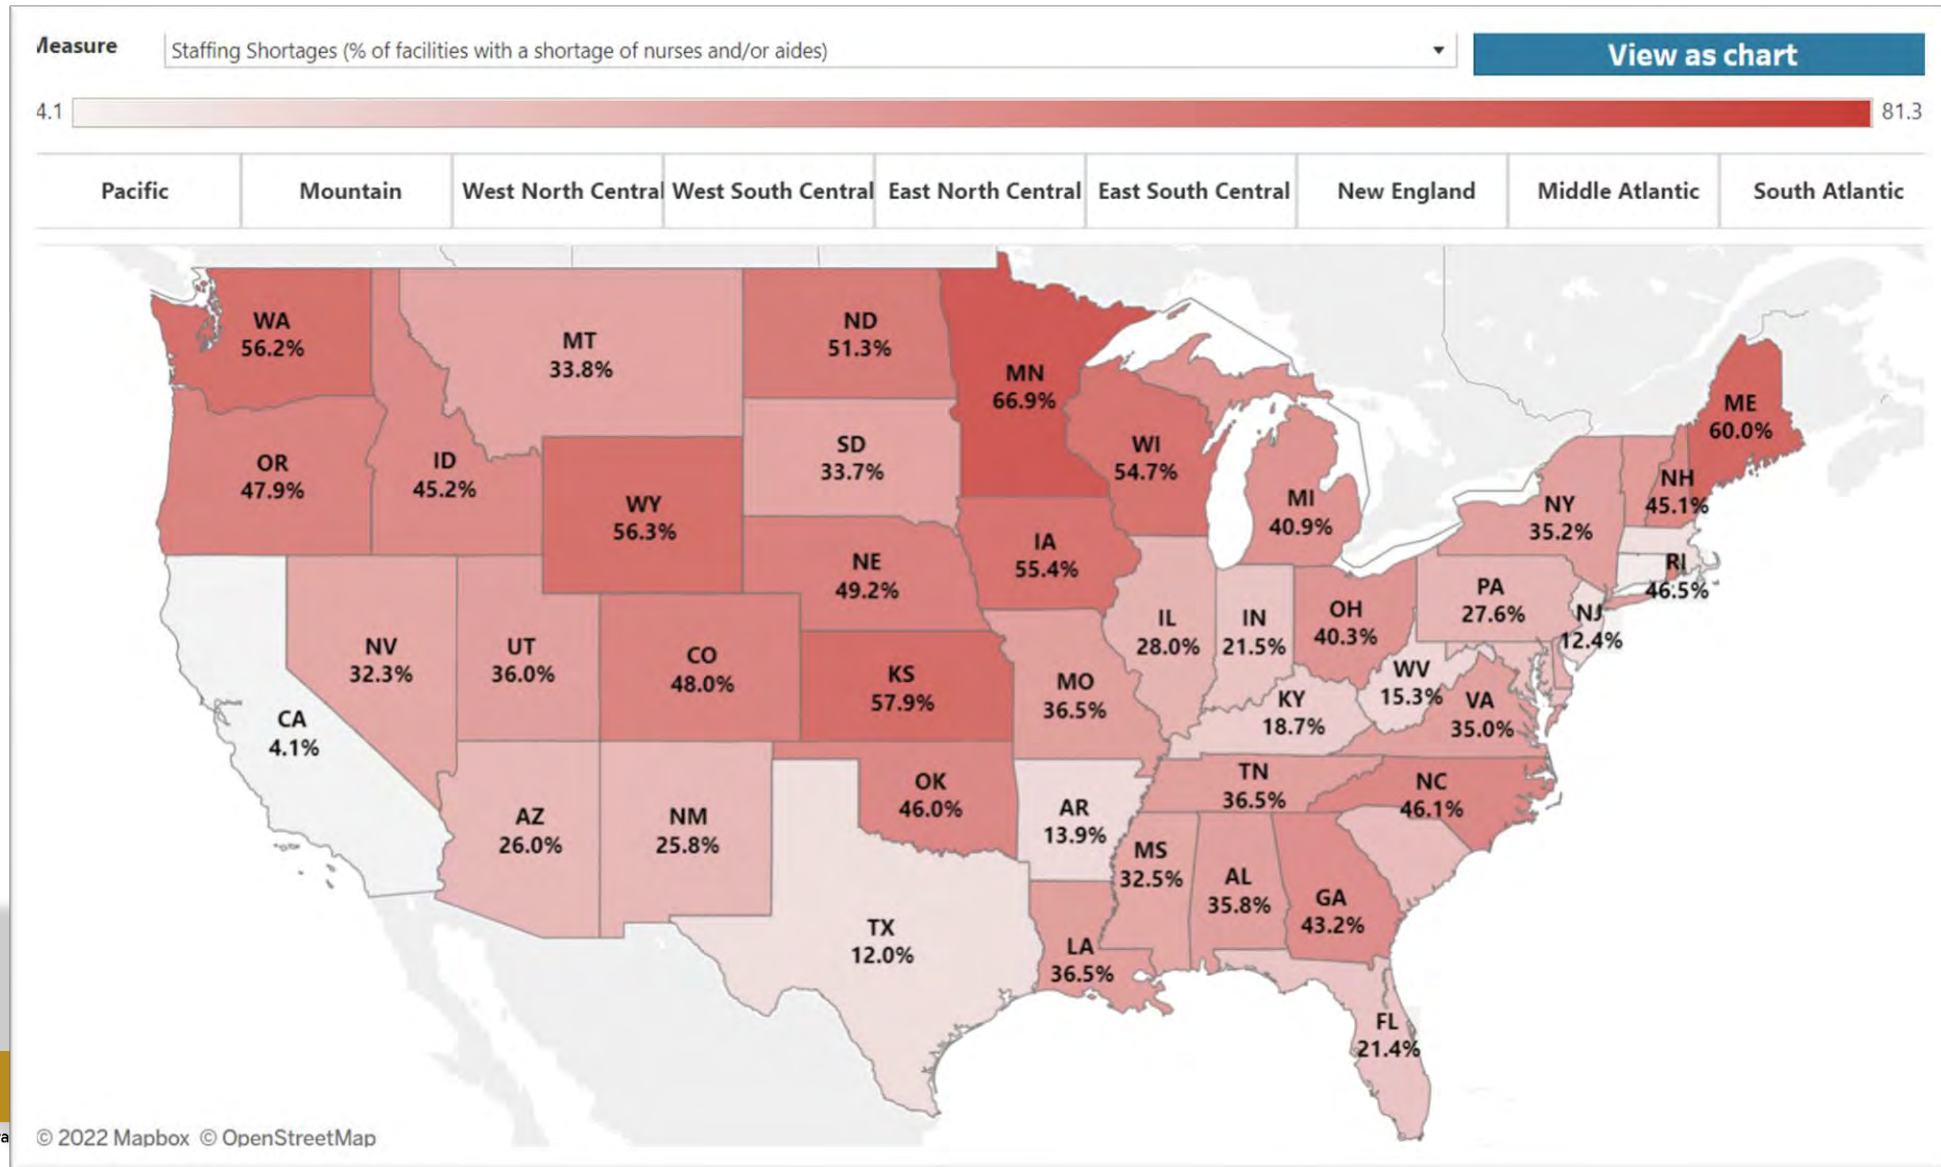 Measure
Staffing Shortages (% of facilities with a shortage of nurses and/or aides)
View as chart
4.1
81.3
Pacific
Mountain
West North Central
West South Central
East North Central
East South Central
New England
Middle Atlantic
South Atlantic
WA
56.2%
MT
33.8%
ND
51.3%
MN
66.9%
ME
60.0%
OR
47.9%
ID
45.2%
WY
56.3%
SD
33.7%
WI
54.7%
MI
40.9%
NY
35.2%
NH
45.1%
NE
49.2%
IA
55.4%
RI
46.5%
PA
27.6%
NJ
12.4%
NV
32.3%
UT
36.0%
CO
48.0%
KS
57.9%
MO
36.5%
IL
28.0%
IN
21.5%
OH
40.3%
WV
15.3%
VA
35.0%
KY
18.7%
CA
4.1%
AZ
26.0%
NM
25.8%
OK
46.0%
AR
13.9%
TN
36.5%
NC
46.1%
MS
32.5%
AL
35.8%
GA
43.2%
TX
12.0%
LA
36.5%
FL
21.4%
© 2022 Mapbox © OpenStreetMap